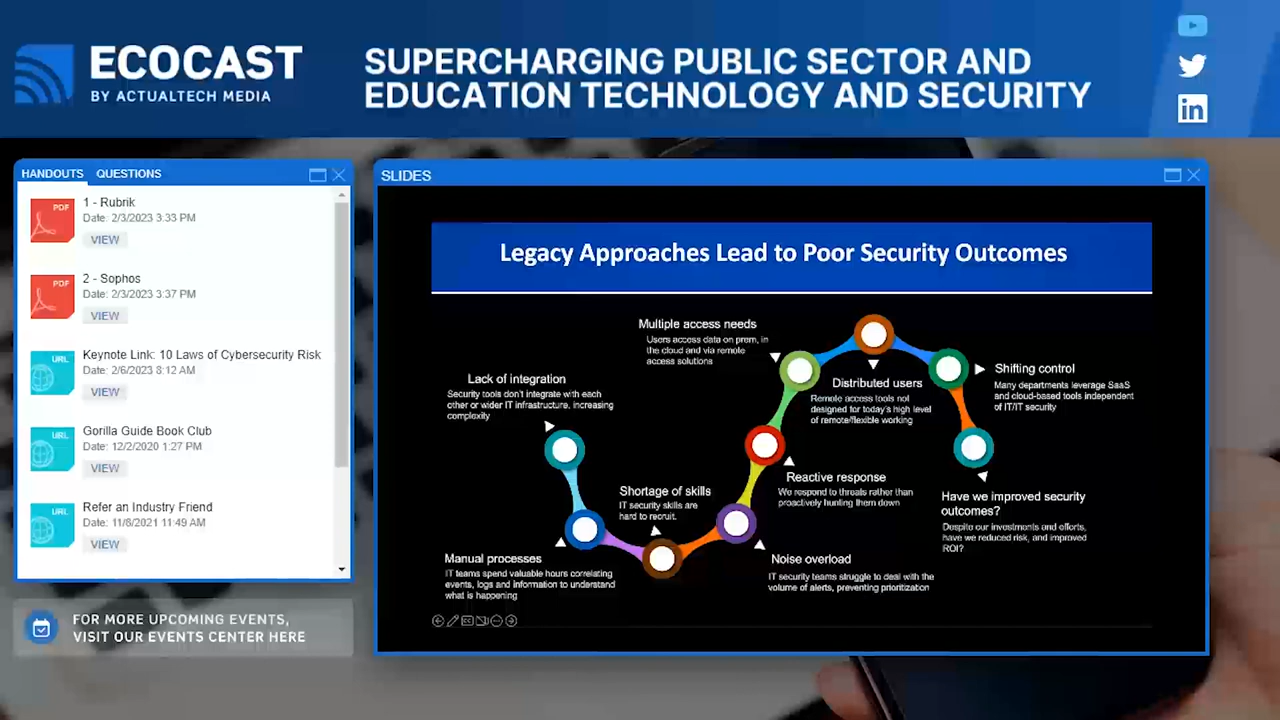 ECOCAST
BY ACTUALTECH MEDIA
SUPERCHARGING PUBLIC SECTOR AND
EDUCATION TECHNOLOGY AND SECURITY
in
HANDOUTS
QUESTIONS
PDF
1 - Rubrik
Date: 2/3/2023 3:33 PM
VIEW
PDF
2 - Sophos
Date: 2/3/2023 3:37 PM
VIEW
URL
Keynote Link: 10 Laws of Cybersecurity Risk
Date: 2/6/2023 8:12 AM
VIEW
URL
Gorilla Guide Book Club
Date: 12/2/2020 1:27 PM
VIEW
URL
Refer an Industry Friend
Date: 11/8/2021 11:49 AM
VIEW
FOR MORE UPCOMING EVENTS,
VISIT OUR EVENTS CENTER HERE
SLIDES
Legacy Approaches Lead to Poor Security Outcomes
Lack of integration
Security tools don't integrate with each
other or wider IT infrastructure, increasing
complexity
Manual processes
IT teams spend valuable hours correlating
events, logs and information to understand
what is happening
Shortage of skills
IT security skills are
hard to recruit.
Noise overload
IT security teams struggle to deal with the
volume of alerts, preventing prioritization
Reactive response
We respond to threats rather than
proactively hunting them down
Multiple access needs
Users access data on prem, in
the cloud and via remote
access solutions
Distributed users
Remote access tools not
designed for today's high level
of remote/flexible working
Shifting control
Many departments leverage SaaS
and cloud-based tools independent
of IT/IT security
Have we improved security
outcomes?
Despite our investments and efforts,
have we reduced risk, and improved
ROI?